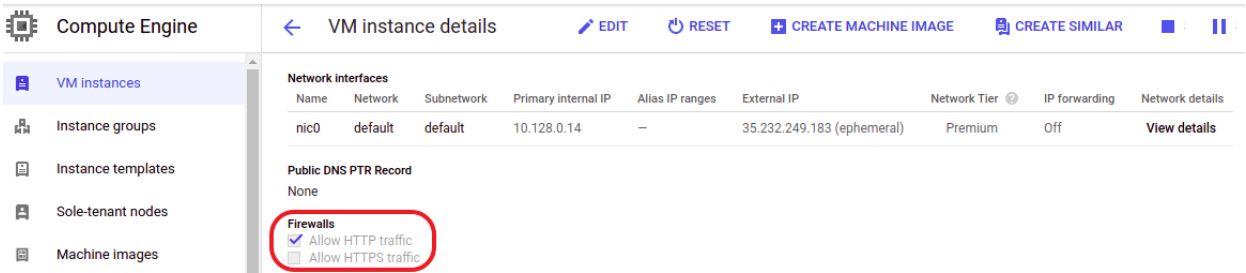 Compute Engine
VM instance details
EDIT
RESET
CREATE MACHINE IMAGE
CREATE SIMILAR
VM instances
Instance groups
Instance templates
Sole-tenant nodes
Machine images
Network interfaces
Name Network Subnetwork Primary internal IP Alias IP ranges External IP Network Tier IP forwarding Network details
nic0 default default 10.128.0.14 — 35.232.249.183 (ephemeral) Premium Off View details
Public DNS PTR Record
None
Firewalls
Allow HTTP traffic
Allow HTTPS traffic